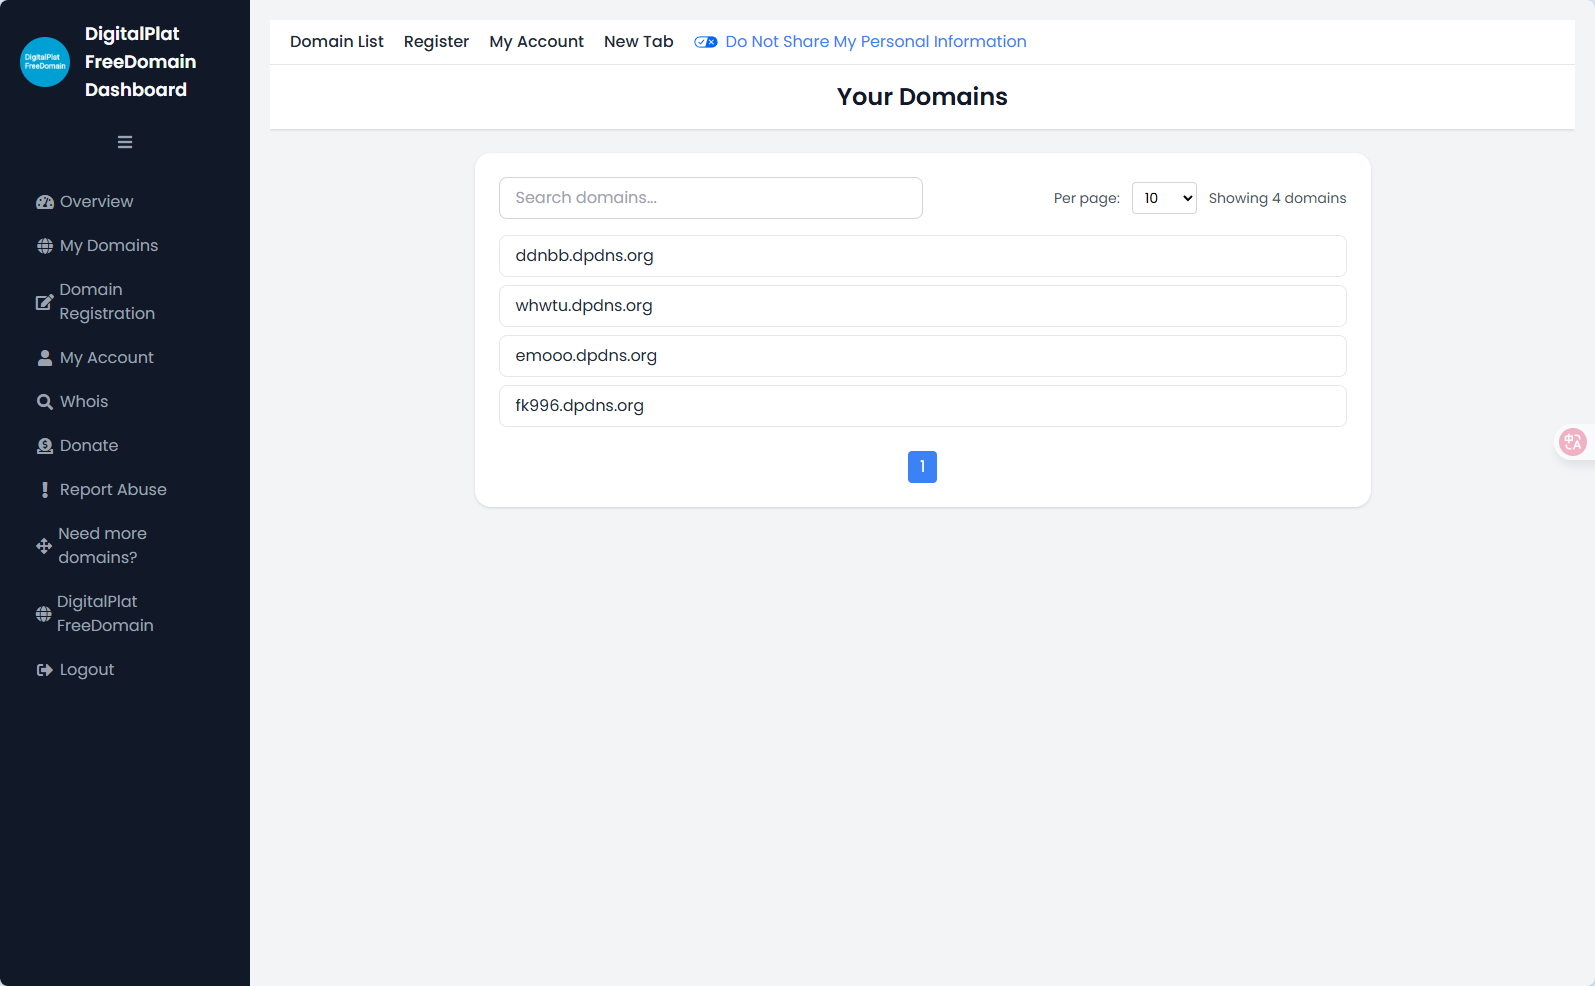 DigitalPlat
FreeDomain
DigitalPlat
FreeDomain
Dashboard
Overview
My Domains
Domain
Registration
My Account
Whois
Donate
Report Abuse
Need more
domains?
DigitalPlat
FreeDomain
Logout
Domain List Register My Account New Tab Do Not Share My Personal Information
Your Domains
Search domains...
Per page: 10 Showing 4 domains
ddnbb.dpdns.org
whwtu.dpdns.org
emooo.dpdns.org
fk996.dpdns.org
1
中A